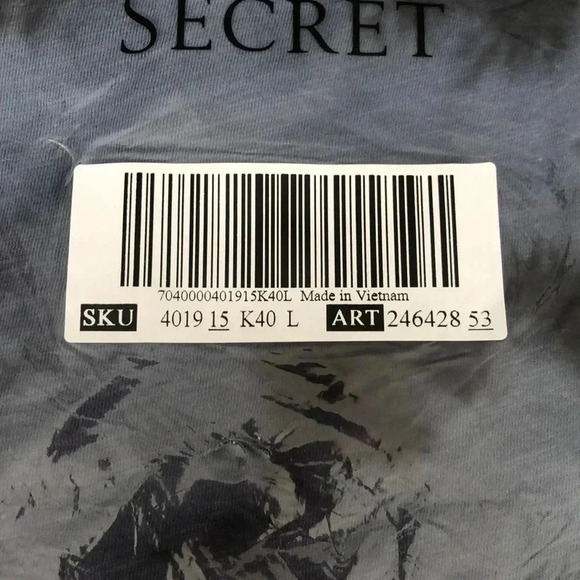 SECRET
7040000401915K40L Made in Vietnam
SKU 4019 15 K40 L ART 246428 53